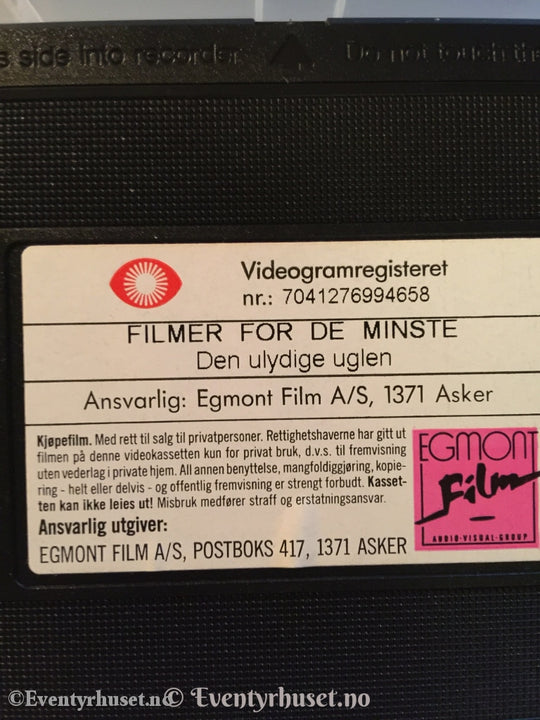 s side into recorder Do not touch the
Videogramregisteret
nr.: 7041276994658
FILMER FOR DE MINSTE
Den ulydige uglen
Ansvarlig: Egmont Film A/S, 1371 Asker
Kjøpefilm. Med rett til salg til privatpersoner. Rettighetshaverne har gitt ut
filmen på denne videokassetten kun for privat bruk, d.v.s. til fremvisning
uten vederlag i private hjem. All annen benyttelse, mangfoldiggjøring, kopie-
ring - helt eller delvis - og offentlig fremvisning er strengt forbudt. Kasset-
ten kan ikke leies ut! Misbruk medfører straff og erstatningsansvar.
Ansvarlig utgiver:
EGMONT FILM A/S, POSTBOKS 417, 1371 ASKER
EGMONT
Film
AUDIO·VISUAL·GROUP
©Eventyrhuset.no © Eventyrhuset.no